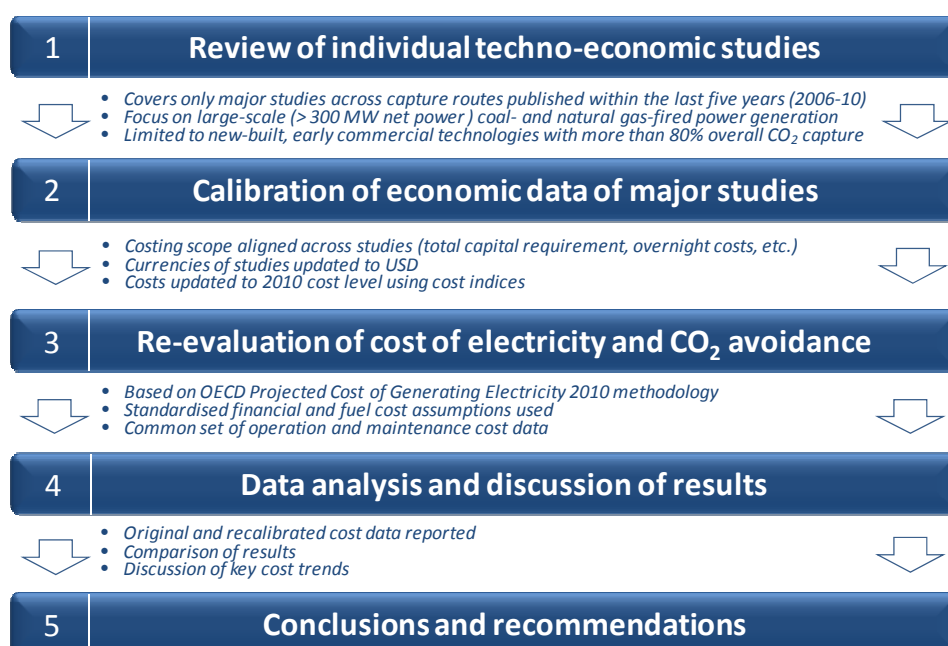 1 Review of individual techno-economic studies
• Covers only major studies across capture routes published within the last five years (2006-10)
• Focus on large-scale (> 300 MW net power) coal- and natural gas-fired power generation
• Limited to new-built, early commercial technologies with more than 80% overall CO₂ capture
2 Calibration of economic data of major studies
• Costing scope aligned across studies (total capital requirement, overnight costs, etc.)
• Currencies of studies updated to USD
• Costs updated to 2010 cost level using cost indices
3 Re-evaluation of cost of electricity and CO₂ avoidance
• Based on OECD Projected Cost of Generating Electricity 2010 methodology
• Standardised financial and fuel cost assumptions used
• Common set of operation and maintenance cost data
4 Data analysis and discussion of results
• Original and recalibrated cost data reported
• Comparison of results
• Discussion of key cost trends
5 Conclusions and recommendations